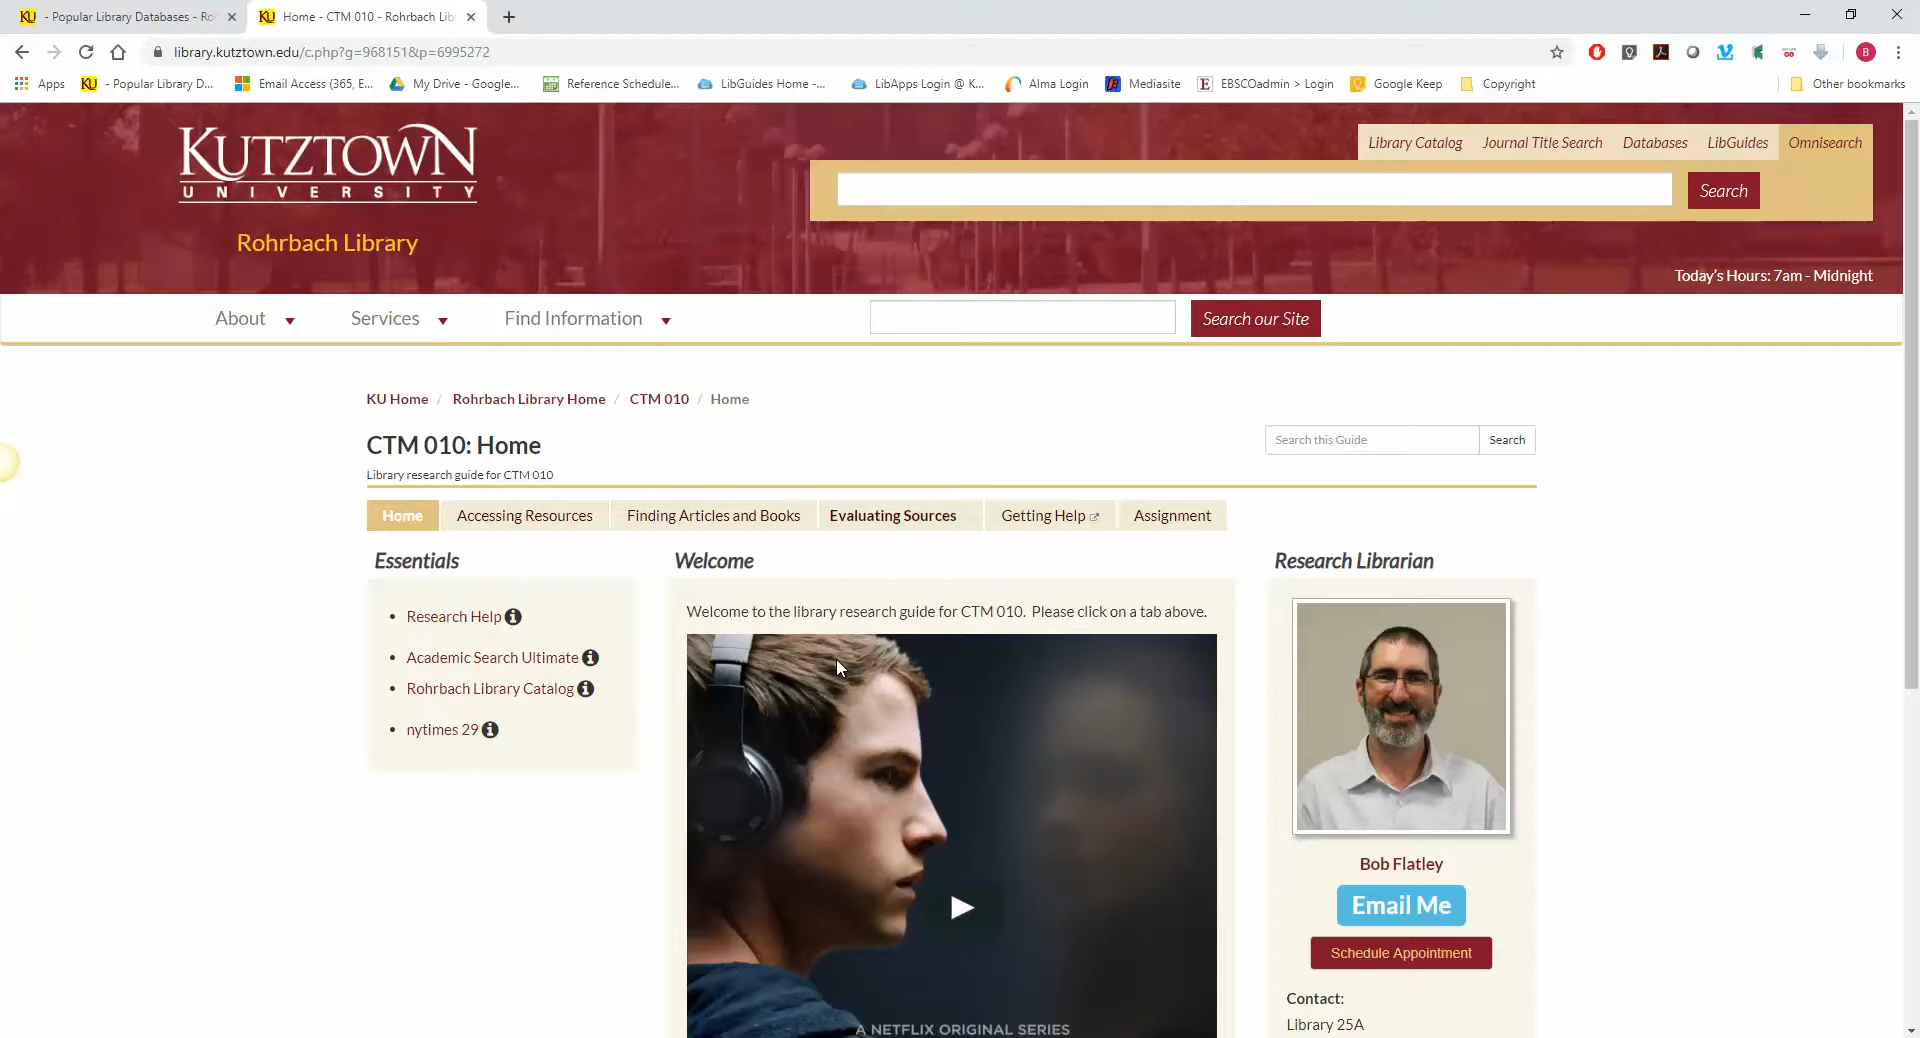 - Popular Library Databases - Ro
Home - CTM 010 - Rohrbach Lib
library.kutztown.edu/c.php?g=968151&p=6995272
Apps
- Popular Library D...
Email Access (365, E...
My Drive - Google...
Reference Schedule...
LibGuides Home -...
LibApps Login @ K...
Alma Login
Mediasite
EBSCOadmin > Login
Google Keep
Copyright
Other bookmarks
KUTZTOWN
UNIVERSITY
Rohrbach Library
Library Catalog
Journal Title Search
Databases
LibGuides
Omnisearch
Search
Today's Hours: 7am - Midnight
About
Services
Find Information
Search our Site
KU Home / Rohrbach Library Home / CTM 010 / Home
CTM 010: Home
Library research guide for CTM 010
Search this Guide
Search
Home
Accessing Resources
Finding Articles and Books
Evaluating Sources
Getting Help
Assignment
Essentials
Research Help
Academic Search Ultimate
Rohrbach Library Catalog
nytimes 29
Welcome
Welcome to the library research guide for CTM 010. Please click on a tab above.
A NETFLIX ORIGINAL SERIES
Research Librarian
Bob Flatley
Email Me
Schedule Appointment
Contact:
Library 25A